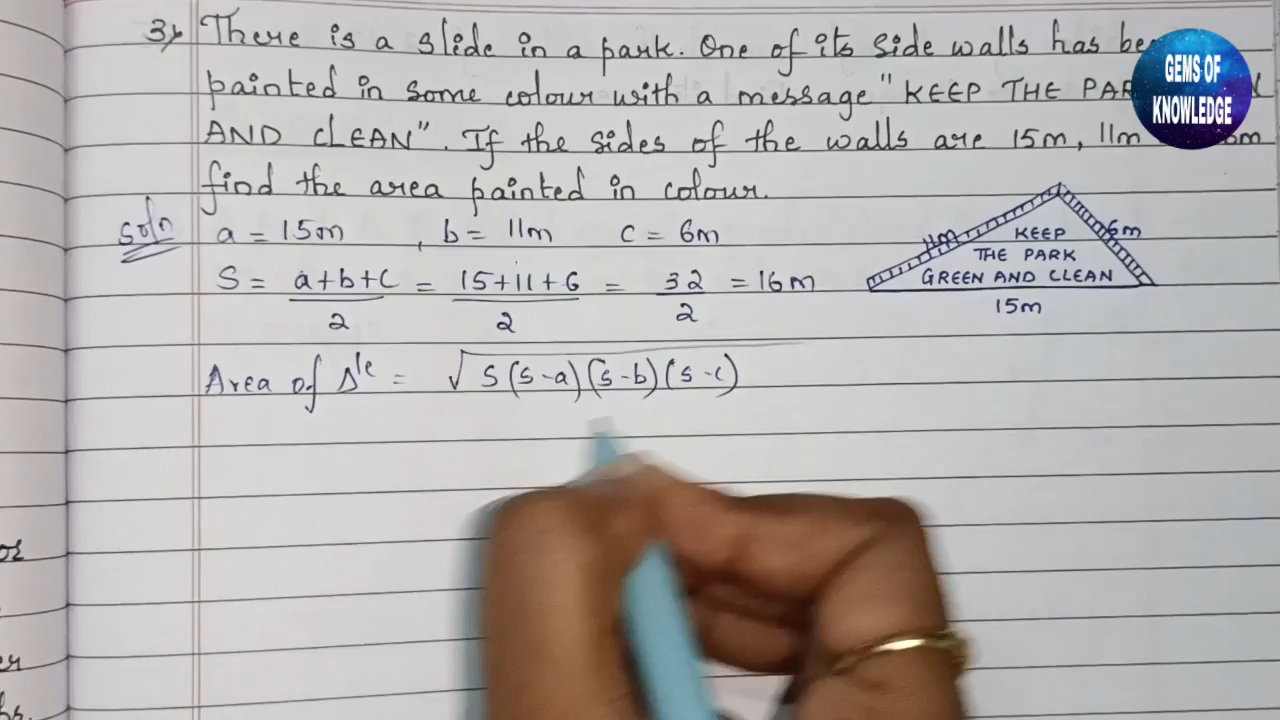 3) There is a slide in a park. One of its side walls has
painted in some colour with a message "KEEP THE
AND CLEAN". If the sides of the walls are 15m, 11m
find the area painted in colour.
Soln a = 15m , b = 11m c = 6m
S = a+b+c/2 = 15+11+6/2 = 32/2 = 16m
Area of Δle = √S(S-a)(S-b)(S-c)
11m
6m
KEEP
THE PARK
GREEN AND CLEAN
15m
GEMS OF
KNOWLEDGE